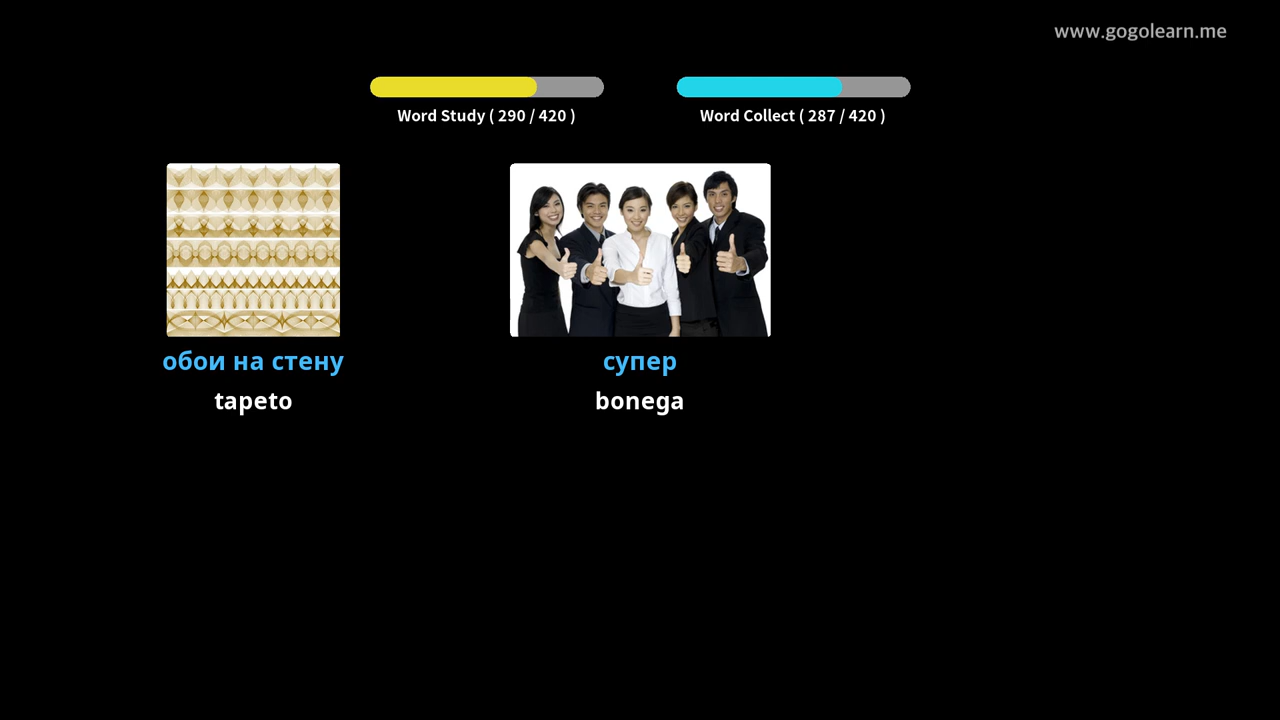 www.gogolearn.me
Word Study ( 290 / 420 )
Word Collect ( 287 / 420 )
обои на стену
tapeto
супер
bonega